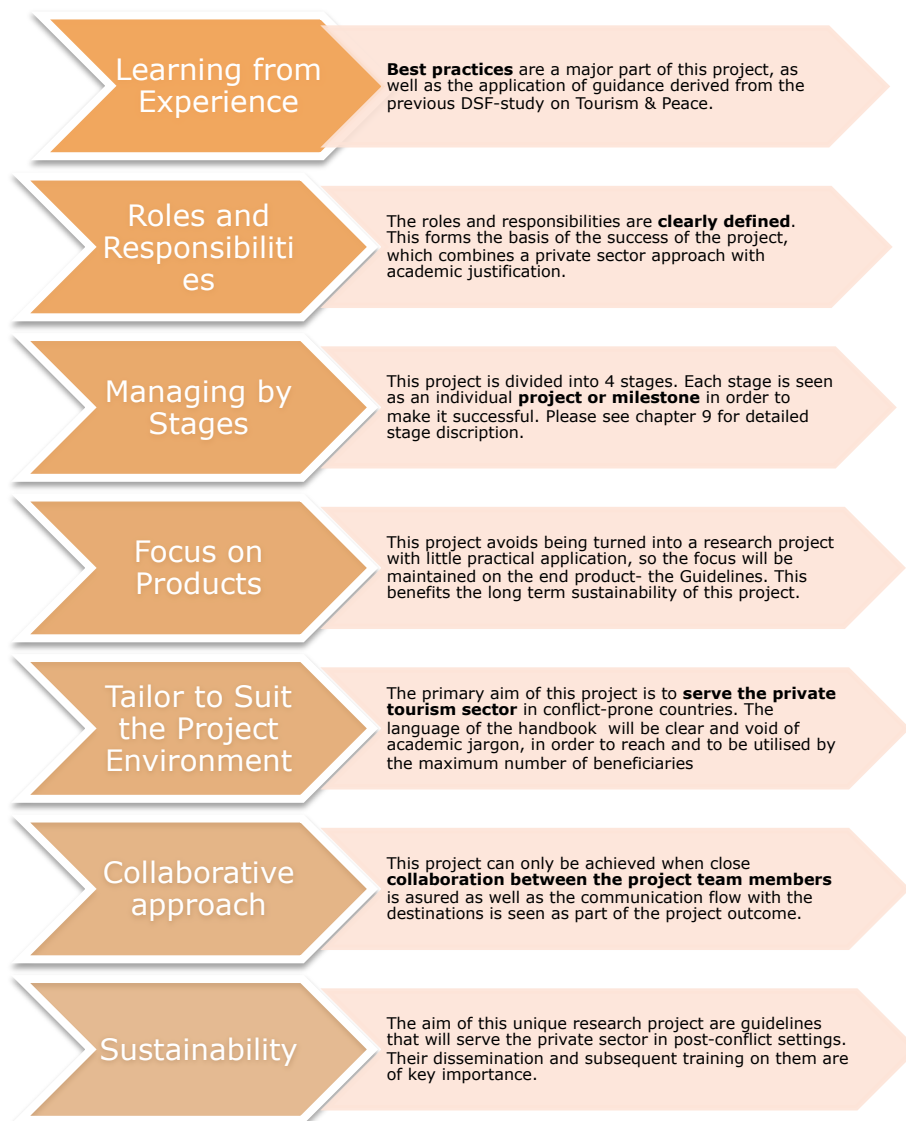 Learning from
Experience
Best practices are a major part of this project, as
well as the application of guidance derived from the
previous DSF-study on Tourism & Peace.
Roles and
Responsibiliti
es
The roles and responsibilities are clearly defined.
This forms the basis of the success of the project,
which combines a private sector approach with
academic justification.
Managing by
Stages
This project is divided into 4 stages. Each stage is seen
as an individual project or milestone in order to
make it successful. Please see chapter 9 for detailed
stage discription.
Focus on
Products
This project avoids being turned into a research project
with little practical application, so the focus will be
maintained on the end product- the Guidelines. This
benefits the long term sustainability of this project.
Tailor to Suit
the Project
Environment
The primary aim of this project is to serve the private
tourism sector in conflict-prone countries. The
language of the handbook will be clear and void of
academic jargon, in order to reach and to be utilised by
the maximum number of beneficiaries
Collaborative
approach
This project can only be achieved when close
collaboration between the project team members
is asured as well as the communication flow with the
destinations is seen as part of the project outcome.
Sustainability
The aim of this unique research project are guidelines
that will serve the private sector in post-conflict settings.
Their dissemination and subsequent training on them are
of key importance.